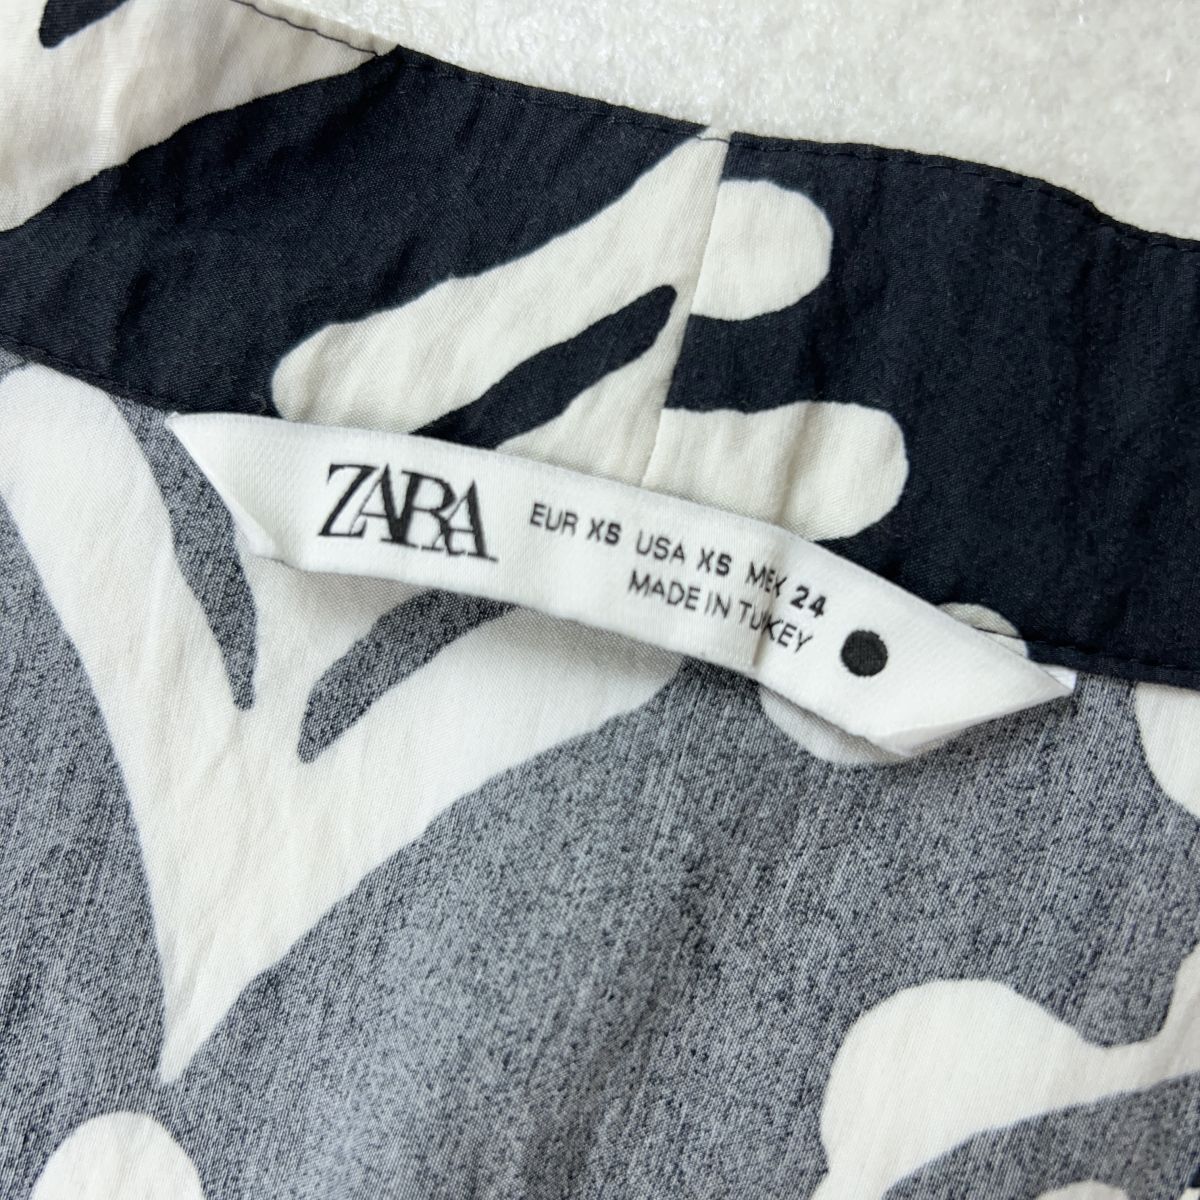 ZARA
EUR XS USA XS MEX 24
MADE IN TURKEY